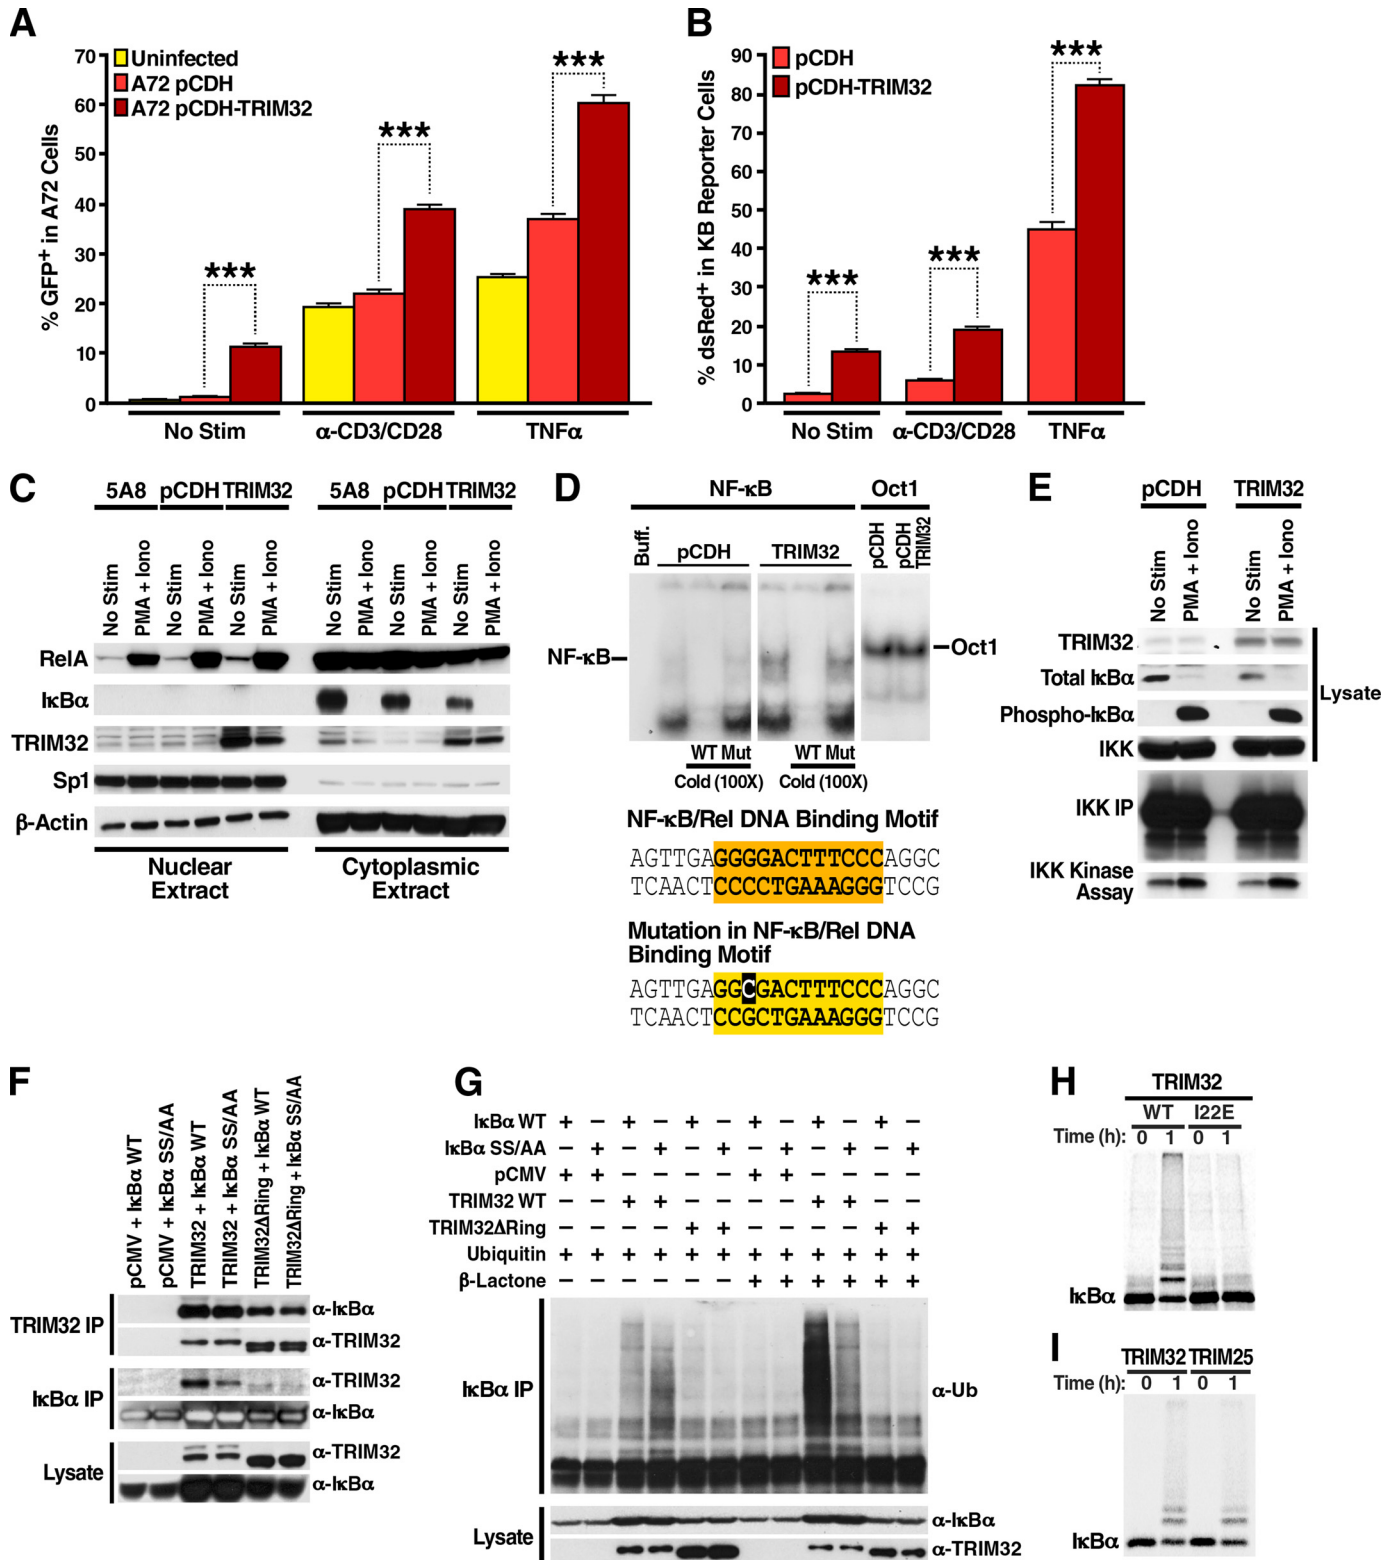 A
70
60
50
40
30
20
10
0
% GFP+ in A72 Cells
Uninfected
A72 pCDH
A72 pCDH-TRIM32
***
***
***
No Stim
α-CD3/CD28
TNFα
B
90
80
70
60
50
40
30
20
10
0
% dsRed+ in KB Reporter Cells
pCDH
pCDH-TRIM32
***
***
***
No Stim
α-CD3/CD28
TNFα
C
5A8 pCDH TRIM32 5A8 pCDH TRIM32
No Stim PMA + Iono No Stim PMA + Iono No Stim PMA + Iono No Stim PMA + Iono No Stim PMA + Iono No Stim PMA + Iono
RelA
IκBα
TRIM32
Sp1
β-Actin
Nuclear Extract
Cytoplasmic Extract
D
NF-κB Oct1
Buff. pCDH TRIM32 pCDH pCDH TRIM32
NF-κB
Oct1
WT Mut WT Mut
Cold (100X) Cold (100X)
NF-κB/Rel DNA Binding Motif
AGTTGAGGGGACTTTCCCAGGC
TCAACTCCCCTGAAAGGGTCCG
Mutation in NF-κB/Rel DNA
Binding Motif
AGTTGAGGCGACTTTCCCAGGC
TCAACTCCGCTGAAAGGGTCCG
E
pCDH TRIM32
No Stim PMA + Iono No Stim PMA + Iono
TRIM32
Total IκBα
Phospho-IκBα
IKK
Lysate
IKK IP
IKK Kinase
Assay
F
pCMV + IκBα WT
pCMV + IκBα SS/AA
TRIM32 + IκBα WT
TRIM32 + IκBα SS/AA
TRIM32ΔRing + IκBα WT
TRIM32ΔRing + IκBα SS/AA
TRIM32 IP
α-IκBα
α-TRIM32
IκBα IP
α-TRIM32
α-IκBα
Lysate
α-TRIM32
α-IκBα
G
IκBα WT + – + – + – + – + – + –
IκBα SS/AA – + – + – + – + – + – +
pCMV + + – – – – + + – – – –
TRIM32 WT – – + + – – – – + + – –
TRIM32ΔRing – – – – + + – – – – + +
Ubiquitin + + + + + + + + + + + +
β-Lactone – – – – – – + + + + + +
IκBα IP
α-Ub
Lysate
α-IκBα
α-TRIM32
H
TRIM32
WT I22E
Time (h): 0 1 0 1
IκBα
I
TRIM32 TRIM25
Time (h): 0 1 0 1
IκBα